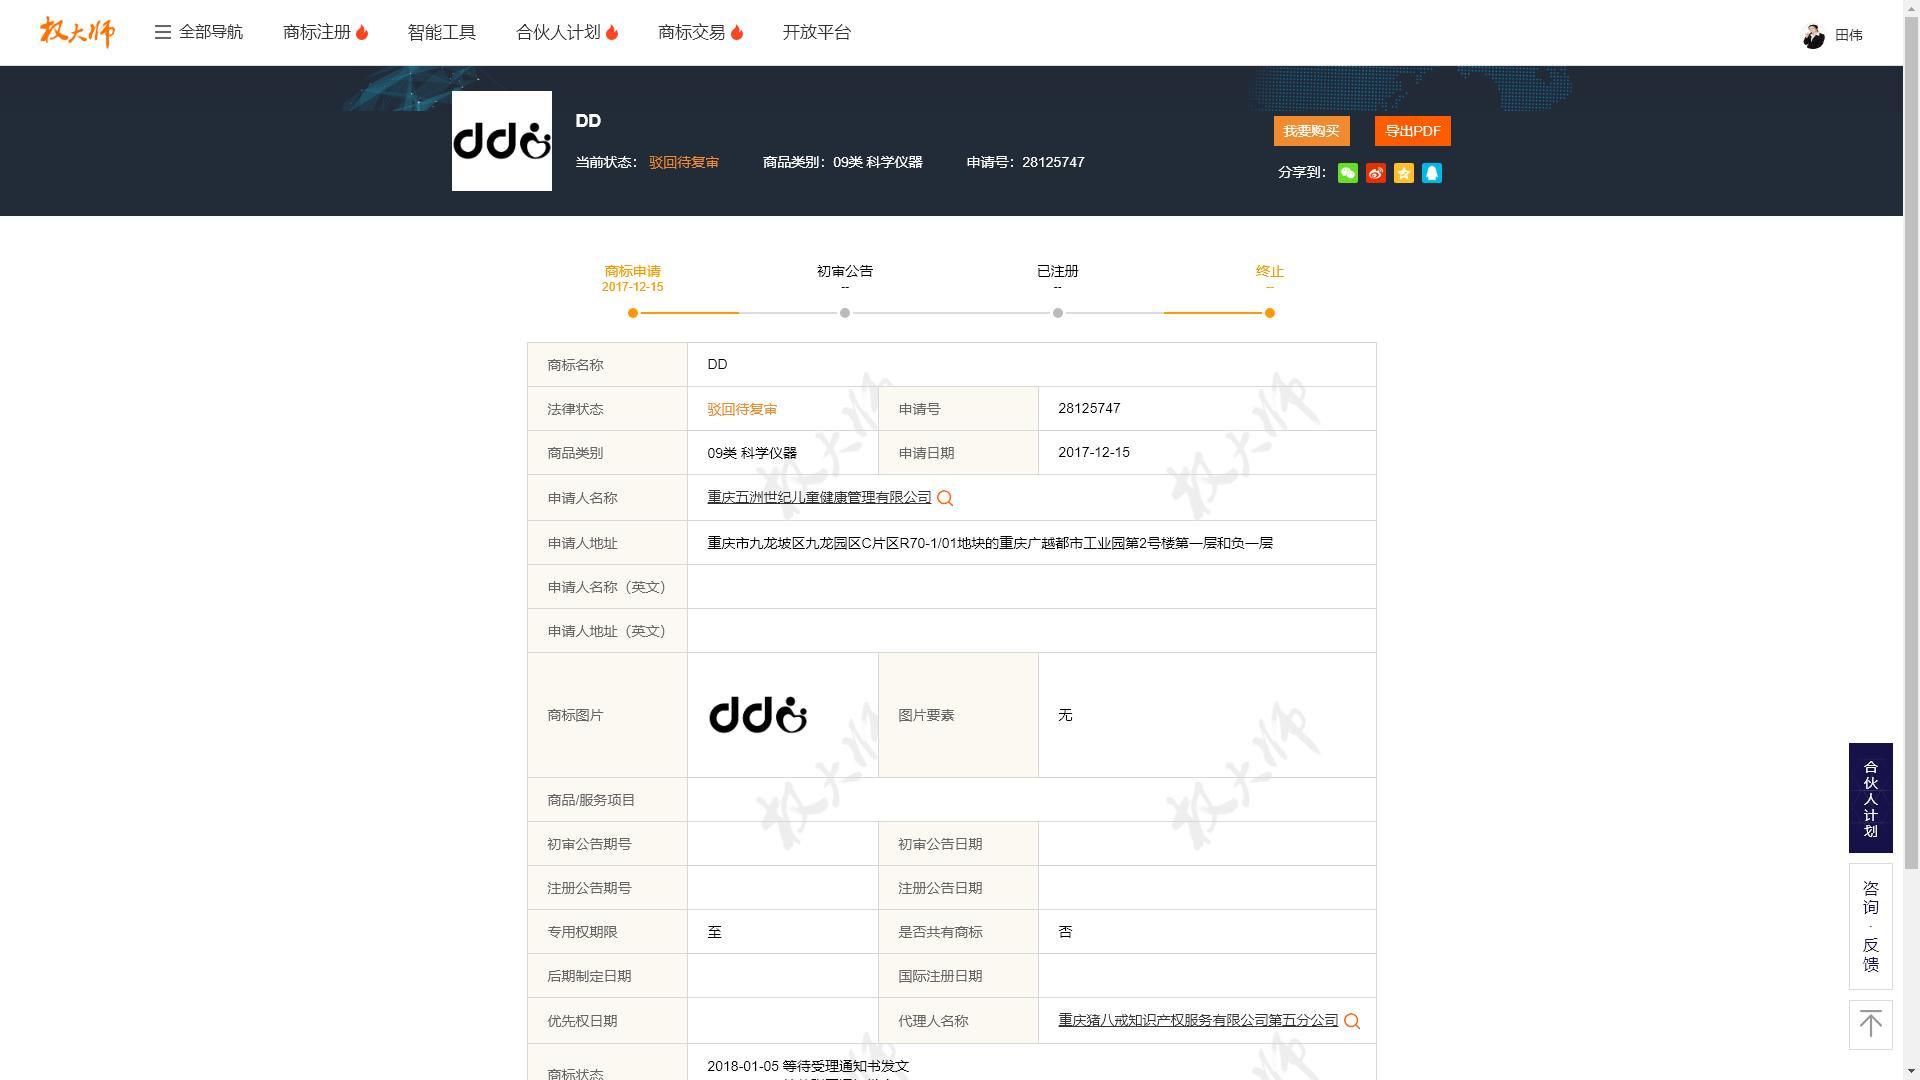 权大师
全部导航
商标注册
智能工具
合伙人计划
商标交易
开放平台
田伟
ddo
DD
当前状态： 驳回待复审
商品类别：09类 科学仪器
申请号：28125747
我要购买
导出PDF
分享到：
商标申请
2017-12-15
初审公告
--
已注册
--
终止
--
商标名称 DD
法律状态 驳回待复审 申请号 28125747
商品类别 09类 科学仪器 申请日期 2017-12-15
申请人名称 重庆五洲世纪儿童健康管理有限公司
申请人地址 重庆市九龙坡区九龙园区C片区R70-1/01地块的重庆广越都市工业园第2号楼第一层和负一层
申请人名称（英文）
申请人地址（英文）
商标图片 ddo 图片要素 无
商品/服务项目
初审公告期号 初审公告日期
注册公告期号 注册公告日期
专用权期限 至 是否共有商标 否
后期制定日期 国际注册日期
优先权日期 代理人名称 重庆猪八戒知识产权服务有限公司第五分公司
商标状态 2018-01-05 等待受理通知书发文
权大师
权大师
权大师
权大师
合伙人计划
咨询·反馈